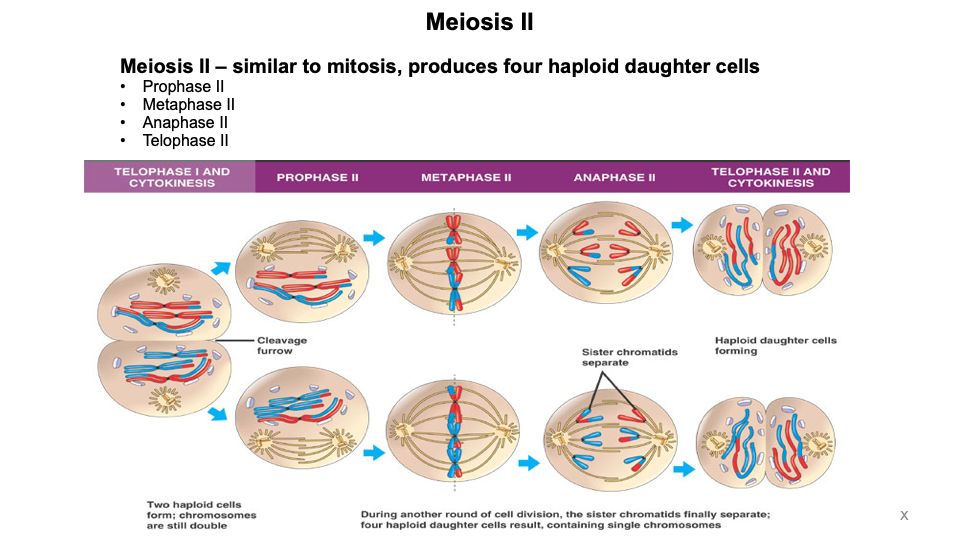 Meiosis II
Meiosis II – similar to mitosis, produces four haploid daughter cells
• Prophase II
• Metaphase II
• Anaphase II
• Telophase II
TELOPHASE I AND
CYTOKINESIS
PROPHASE II
METAPHASE II
ANAPHASE II
TELOPHASE II AND
CYTOKINESIS
Cleavage
furrow
Sister chromatids
separate
Haploid daughter cells
forming
Two haploid cells
form; chromosomes
are still double
During another round of cell division, the sister chromatids finally separate;
four haploid daughter cells result, containing single chromosomes
X